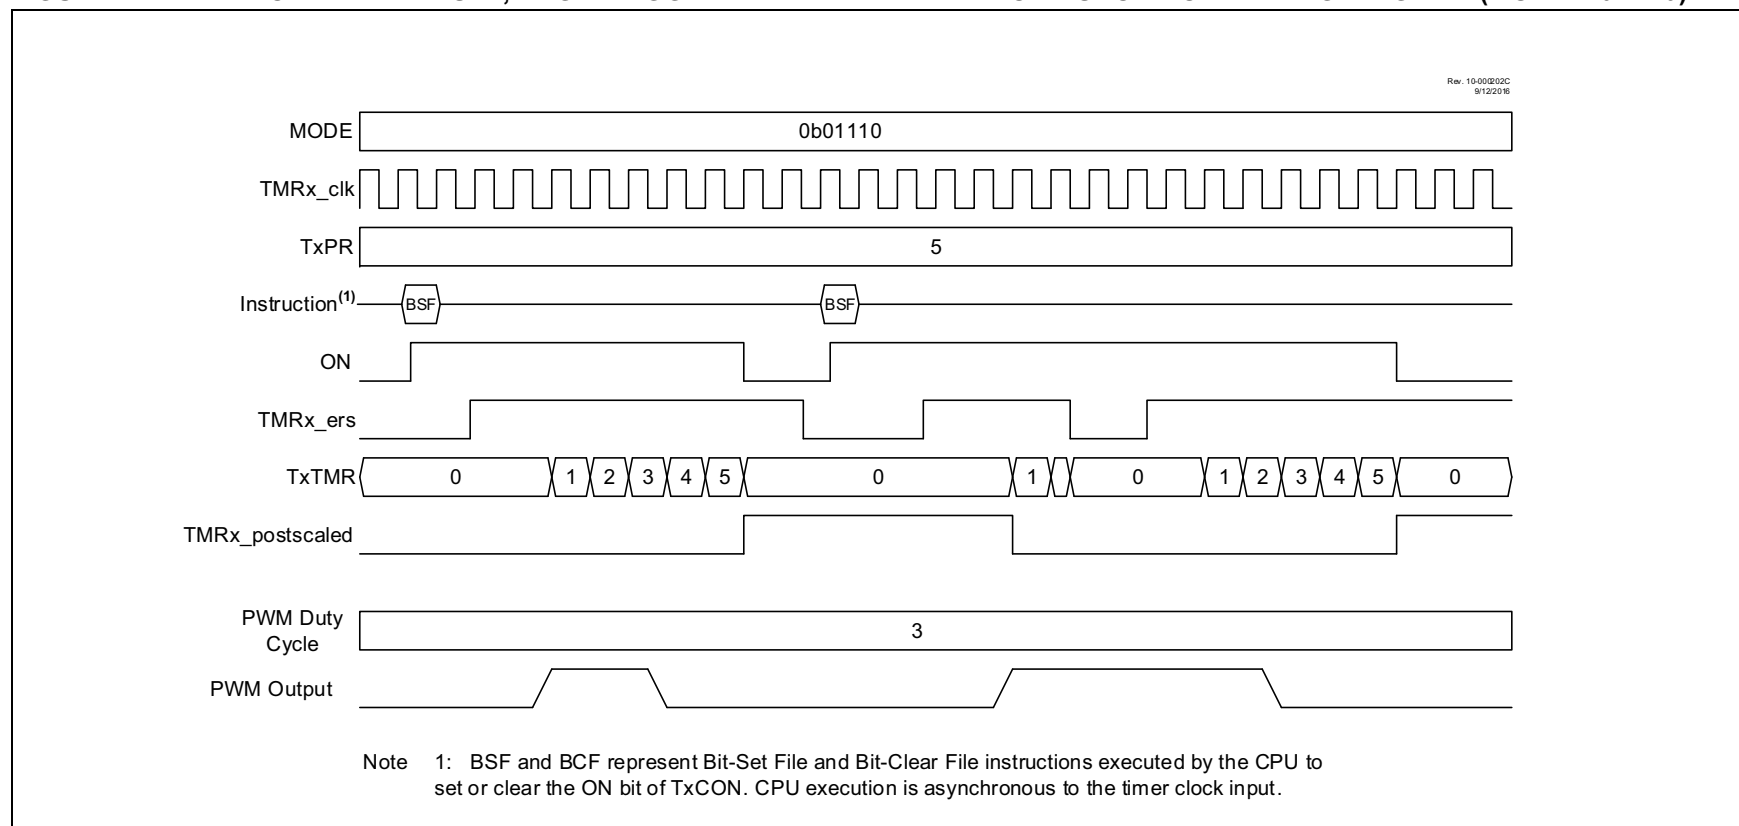 Rev. 10-000202C
9/12/2016
MODE 0b01110
TMRx_clk
TxPR 5
Instruction(1) BSF BSF
ON
TMRx_ers
TxTMR 0 1 2 3 4 5 0 1 0 1 2 3 4 5 0
TMRx_postscaled
PWM Duty
Cycle
3
PWM Output
Note 1: BSF and BCF represent Bit-Set File and Bit-Clear File instructions executed by the CPU to
set or clear the ON bit of TxCON. CPU execution is asynchronous to the timer clock input.